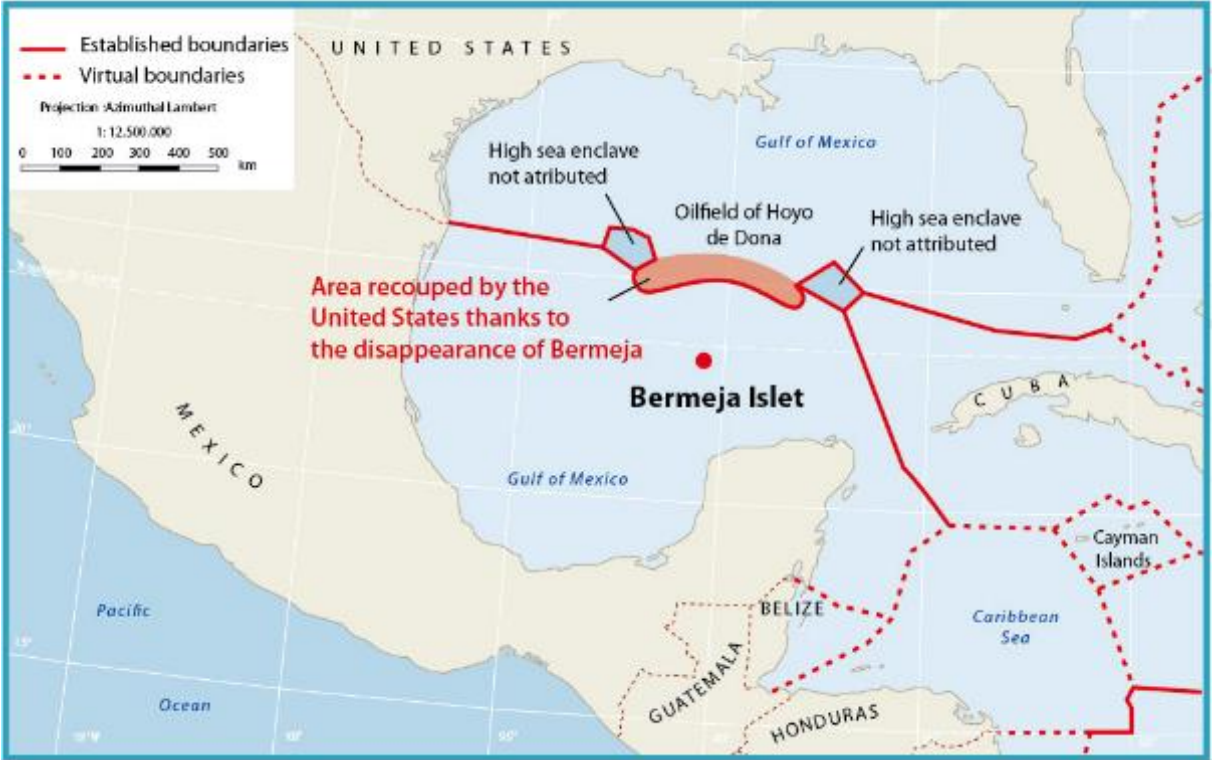 Established boundaries
Virtual boundaries
Projection :Azimuthal Lambert
1: 12.500.000
0 100 200 300 400 500 km
UNITED STATES
Gulf of Mexico
High sea enclave
not atributed
Oilfield of Hoyo
de Dona
High sea enclave
not attributed
Area recouped by the
United States thanks to
the disappearance of Bermeja
Bermeja Islet
CUBA
MEXICO
Gulf of Mexico
Cayman
Islands
BELIZE
Caribbean
Sea
Pacific
Ocean
GUATEMALA
HONDURAS